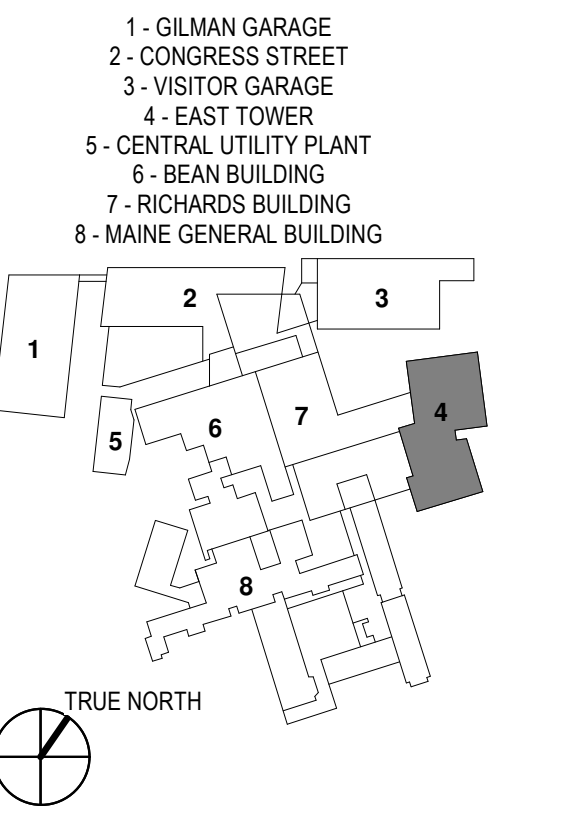 1 - GILMAN GARAGE
2 - CONGRESS STREET
3 - VISITOR GARAGE
4 - EAST TOWER
5 - CENTRAL UTILITY PLANT
6 - BEAN BUILDING
7 - RICHARDS BUILDING
8 - MAINE GENERAL BUILDING
2
3
1
4
7
6
5
8
TRUE NORTH